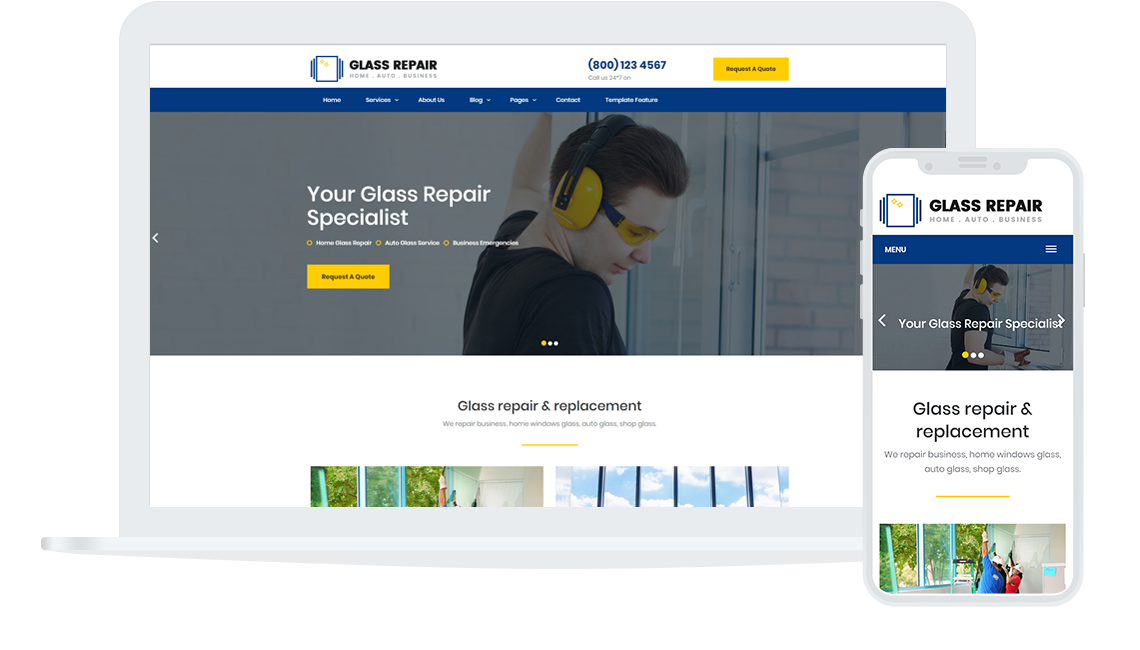 GLASS REPAIR
HOME . AUTO . BUSINESS
(800) 123 4567
Call us 24*7 on
Request A Quote
Home Services About Us Blog Pages Contact Template Feature
Your Glass Repair
Specialist
Home Glass Repair Auto Glass Service Business Emergencies
Request A Quote
Glass repair & replacement
We repair business, home windows glass, auto glass, shop glass.
GLASS REPAIR
HOME . AUTO . BUSINESS
MENU
Your Glass Repair Specialist
Glass repair &
replacement
We repair business, home windows glass,
auto glass, shop glass.